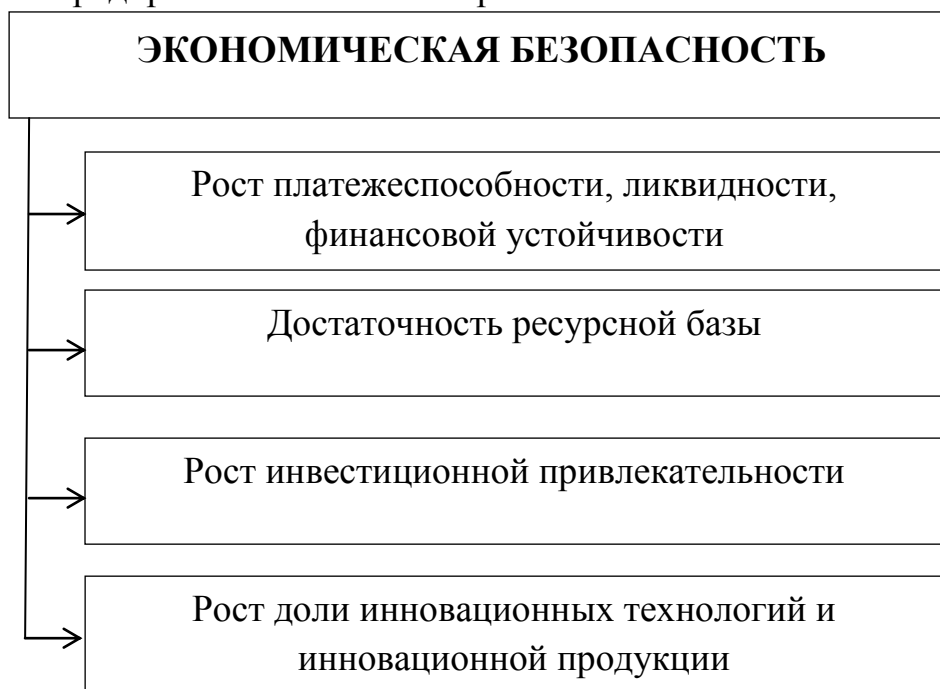 ЭКОНОМИЧЕСКАЯ БЕЗОПАСНОСТЬ
Рост платежеспособности, ликвидности,
финансовой устойчивости
Достаточность ресурсной базы
Рост инвестиционной привлекательности
Рост доли инновационных технологий и
инновационной продукции